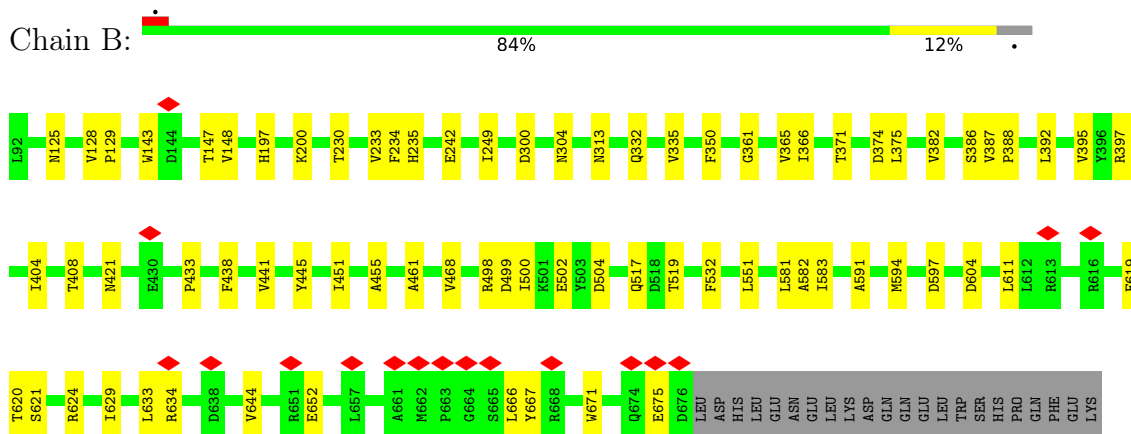 Chain B:
84%
12%
L92 N125 V128 P129 W143 D144 T147 V148 H197 K200 T230 V233 F234 H235 E242 I249 D300 N304 N313 Q332 V335 F350 G361 V365 I366 T371 D374 L375 V382 S386 V387 P388 L392 V395 Y396 R397
I404 T408 N421 E430 P433 F438 V441 Y445 I451 A455 A461 V468 R498 D499 I500 K501 E502 Y503 D504 Q517 D518 T519 F532 L551 L581 A582 I583 A591 M594 D597 D604 L611 L612 R613 R616 E619
T620 S621 R624 I629 L633 R634 D638 V644 R651 E652 L657 A661 M662 P663 G664 S665 L666 Y667 R668 W671 Q674 E675 D676 LEU ASP HIS LEU GLU ASN GLU LEU LYS ASP GLN GLN GLU LEU TRP SER HIS PRO GLN PHE GLU LYS